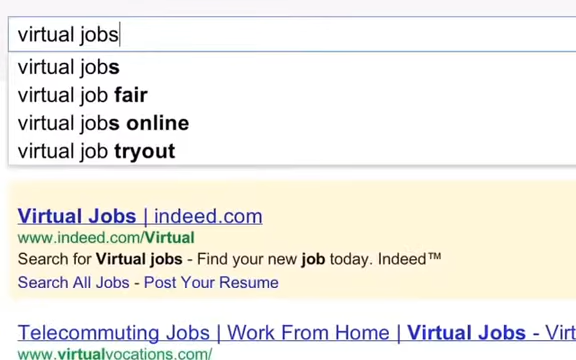 virtual jobs
virtual jobs
virtual job fair
virtual jobs online
virtual job tryout
Virtual Jobs | indeed.com
www.indeed.com/Virtual
Search for Virtual jobs - Find your new job today. Indeed™
Search All Jobs - Post Your Resume
Telecommuting Jobs | Work From Home | Virtual Jobs - Virt
www.virtualvocations.com/